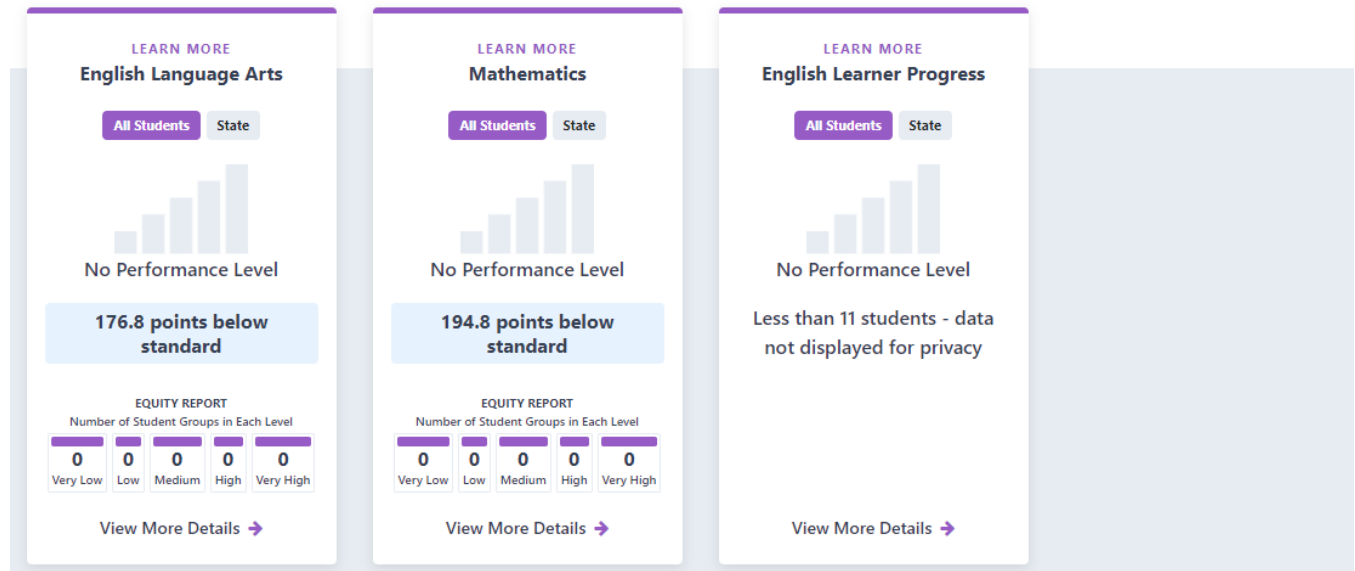 LEARN MORE
English Language Arts
All Students State
No Performance Level
176.8 points below
standard
EQUITY REPORT
Number of Student Groups in Each Level
0 0 0 0 0
Very Low Low Medium High Very High
View More Details
LEARN MORE
Mathematics
All Students State
No Performance Level
194.8 points below
standard
EQUITY REPORT
Number of Student Groups in Each Level
0 0 0 0 0
Very Low Low Medium High Very High
View More Details
LEARN MORE
English Learner Progress
All Students State
No Performance Level
Less than 11 students - data
not displayed for privacy
View More Details